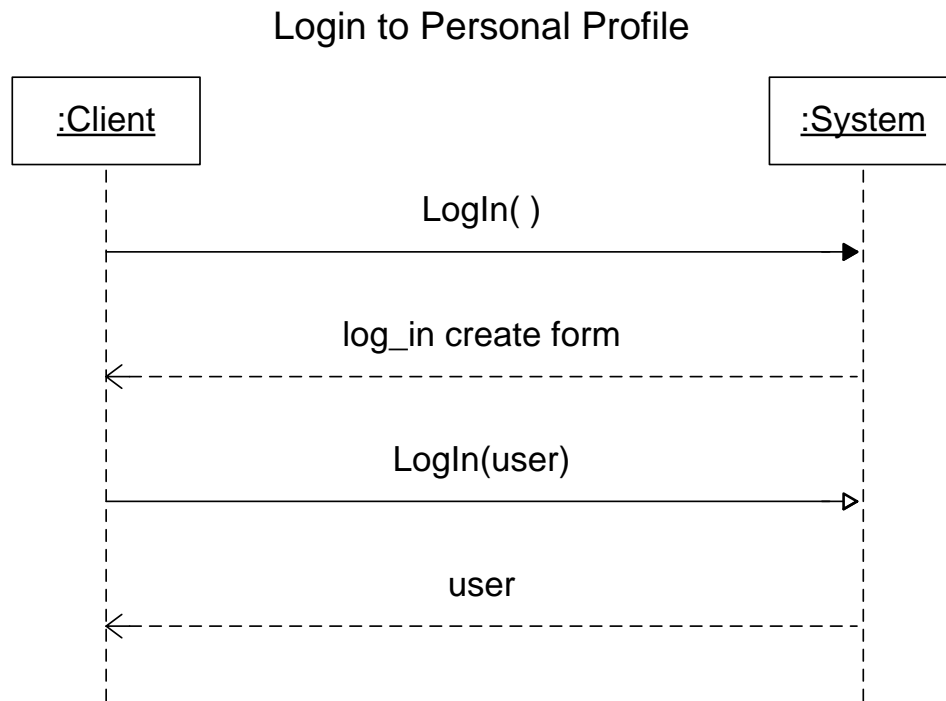 Login to Personal Profile
:Client
:System
LogIn( )
log_in create form
LogIn(user)
user